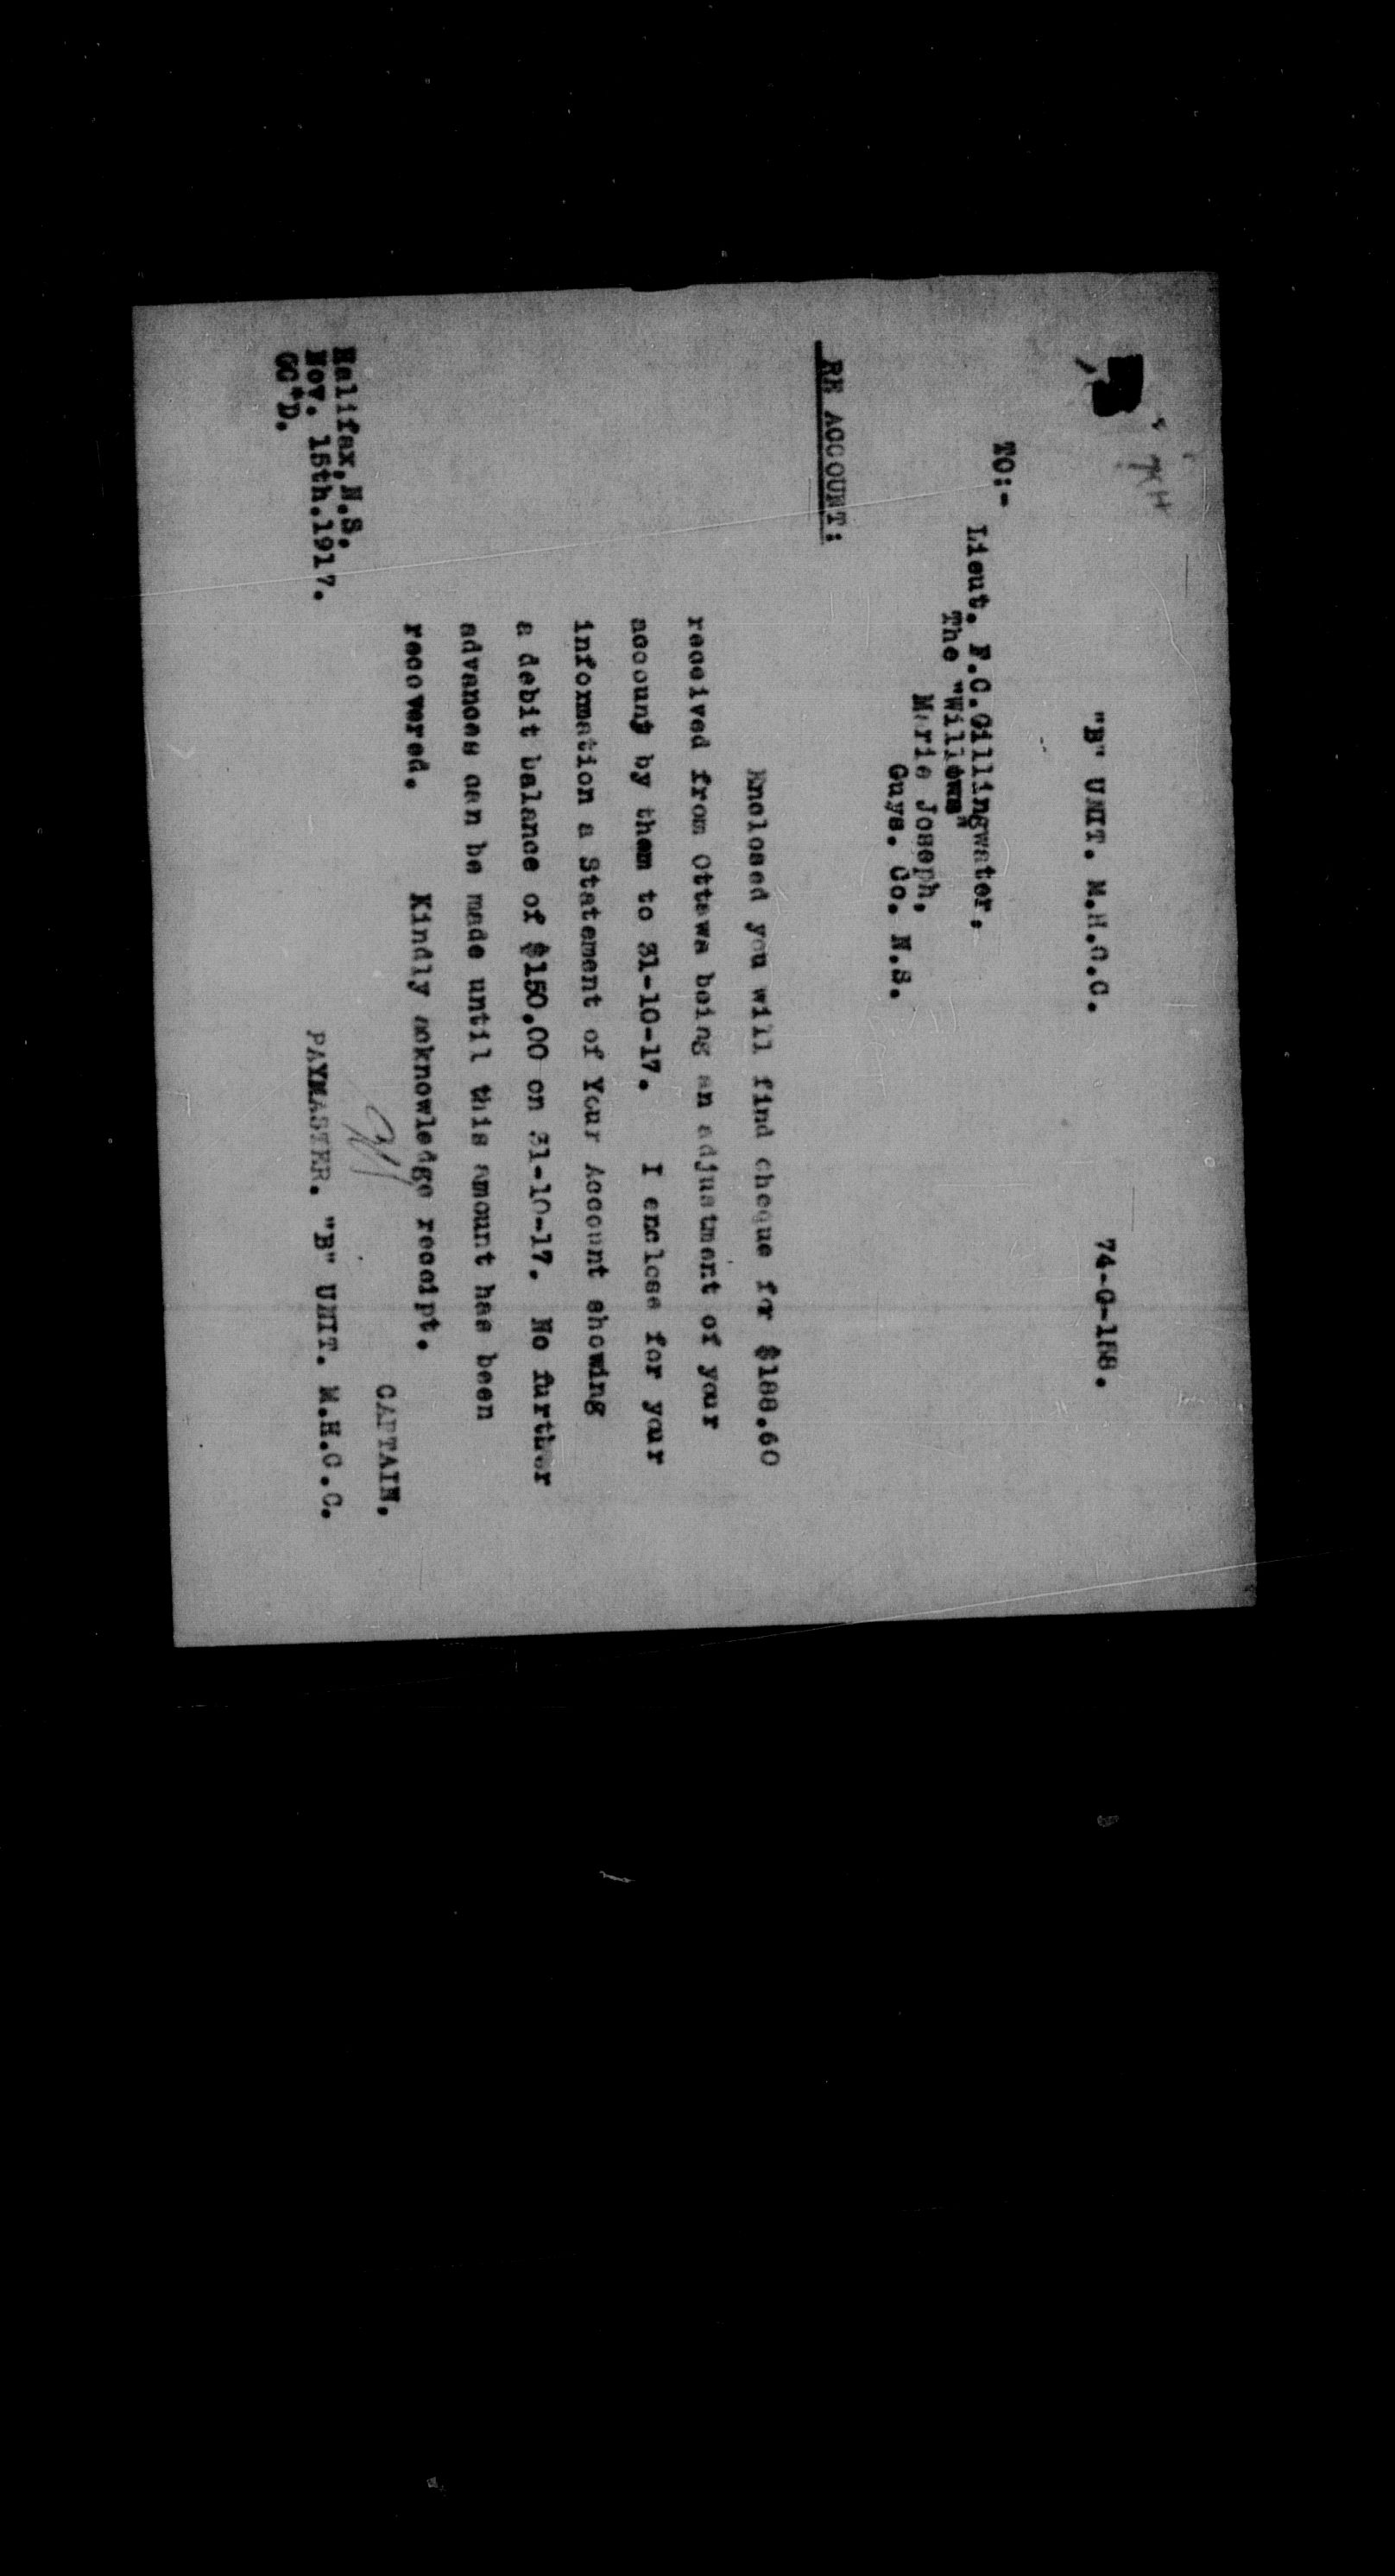 "B" UNIT. M.H.C.C. 74-G-158.
TO:-
Lieut. F.C.Gillingwater,
The "Willows"
Marie Joseph,
Guys. Co. N.S.
RE ACCOUNT:
Enclosed you will find cheque for $188.60
received from Ottawa being an adjustment of your
account by them to 31-10-17. I enclose for your
information a Statement of Your Account showing
a debit balance of $150.00 on 31-10-17. No further
advances can be made until this amount has been
recovered. Kindly acknowledge receipt.
CAPTAIN.
Halifax,N.S.
Nov. 15th.1917. PAYMASTER. "B" UNIT. M.H.C.C.